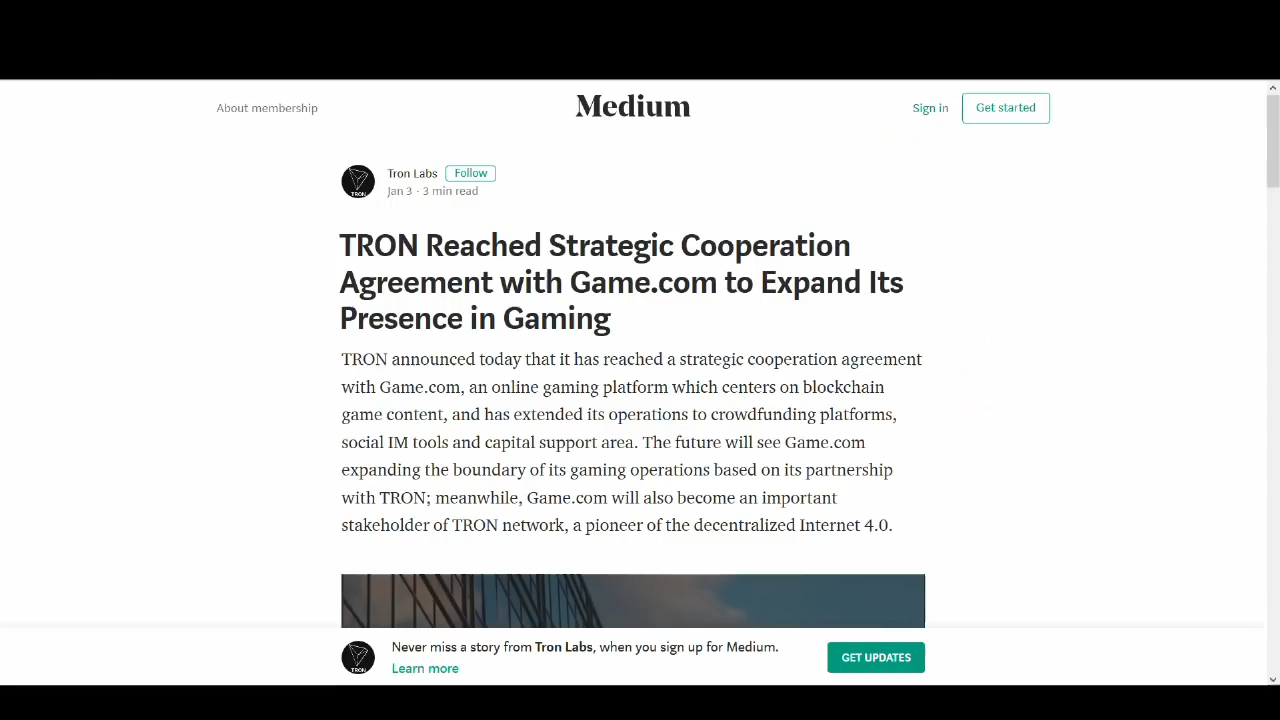 About membership
Medium
Sign in
Get started
Tron Labs
Follow
Jan 3 · 3 min read
TRON Reached Strategic Cooperation
Agreement with Game.com to Expand Its
Presence in Gaming
TRON announced today that it has reached a strategic cooperation agreement
with Game.com, an online gaming platform which centers on blockchain
game content, and has extended its operations to crowdfunding platforms,
social IM tools and capital support area. The future will see Game.com
expanding the boundary of its gaming operations based on its partnership
with TRON; meanwhile, Game.com will also become an important
stakeholder of TRON network, a pioneer of the decentralized Internet 4.0.
Never miss a story from Tron Labs, when you sign up for Medium.
Learn more
GET UPDATES
TRON
TRON